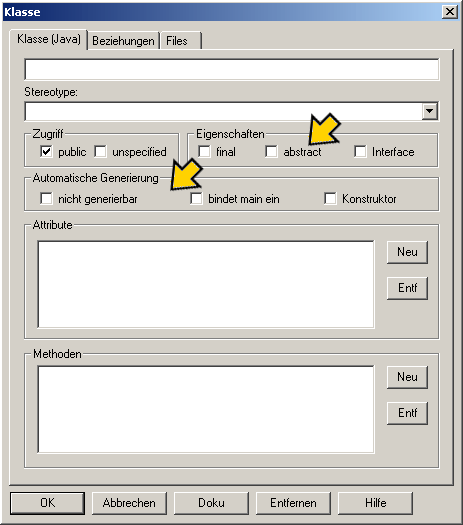 Klasse
Klasse (Java) Beziehungen Files
Stereotype:
Zugriff Eigenschaften
public unspecified final abstract Interface
Automatische Generierung
nicht generierbar bindet main ein Konstruktor
Attribute
Neu
Entf
Methoden
Neu
Entf
OK Abbrechen Doku Entfernen Hilfe